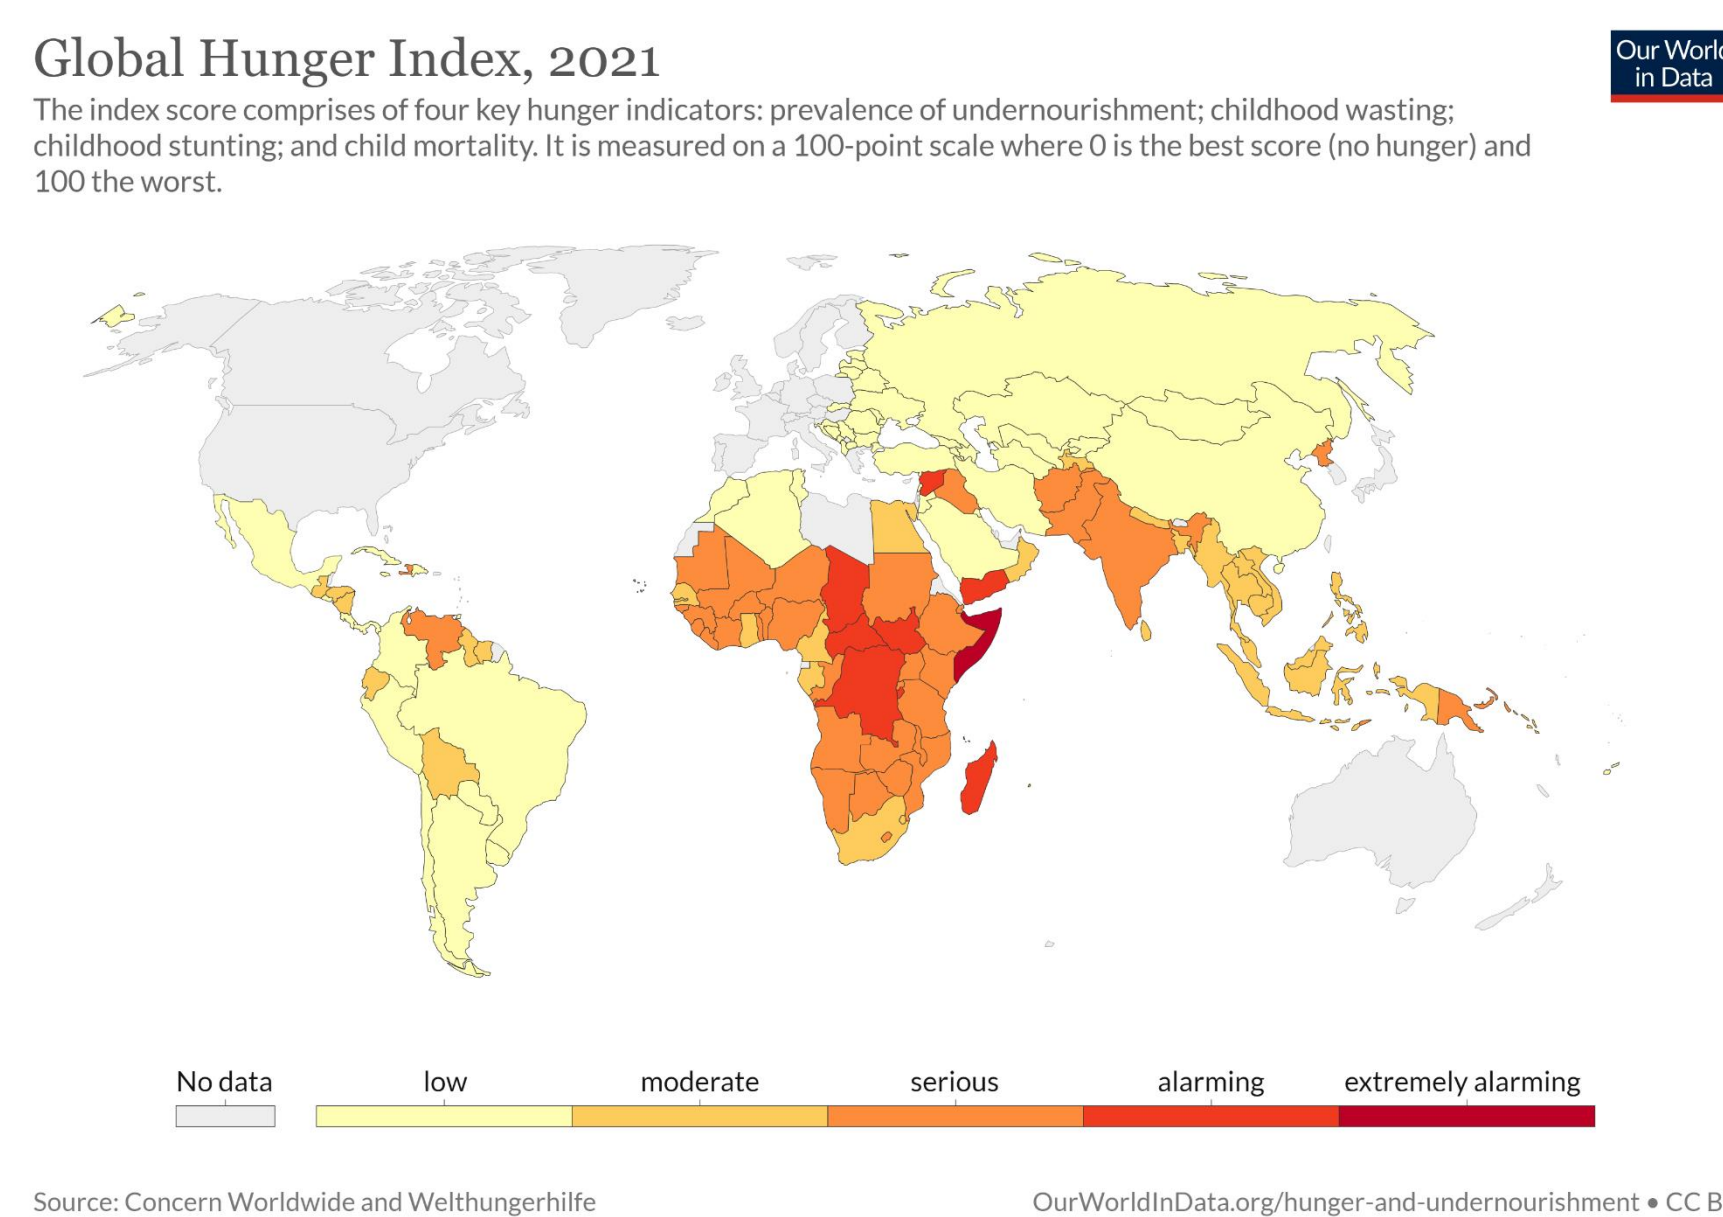 Global Hunger Index, 2021
Our World
in Data
The index score comprises of four key hunger indicators: prevalence of undernourishment; childhood wasting;
childhood stunting; and child mortality. It is measured on a 100-point scale where 0 is the best score (no hunger) and
100 the worst.
No data low moderate serious alarming extremely alarming
Source: Concern Worldwide and Welthungerhilfe
OurWorldInData.org/hunger-and-undernourishment • CC B